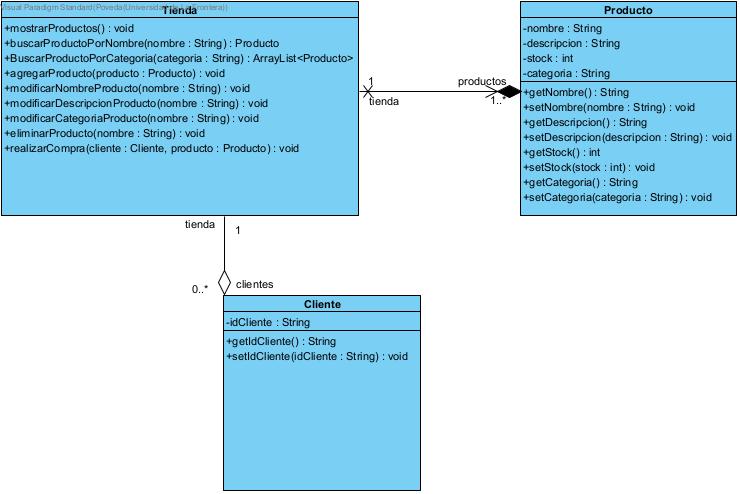 Visual Paradigm Standard(Poveda(Universidad de La Frontera))
Tienda
+mostrarProductos() : void
+buscarProductoPorNombre(nombre : String) : Producto
+BuscarProductoPorCategoria(categoria : String) : ArrayList<Producto>
+agregarProducto(producto : Producto) : void
+modificarNombreProducto(nombre : String) : void
+modificarDescripcionProducto(nombre : String) : void
+modificarCategoriaProducto(nombre : String) : void
+eliminarProducto(nombre : String) : void
+realizarCompra(cliente : Cliente, producto : Producto) : void
1
tienda
productos
1..*
Producto
-nombre : String
-descripcion : String
-stock : int
-categoria : String
+getNombre() : String
+setNombre(nombre : String) : void
+getDescripcion() : String
+setDescripcion(descripcion : String) : void
+getStock() : int
+setStock(stock : int) : void
+getCategoria() : String
+setCategoria(categoria : String) : void
tienda
1
0..*
clientes
Cliente
-idCliente : String
+getIdCliente() : String
+setIdCliente(idCliente : String) : void